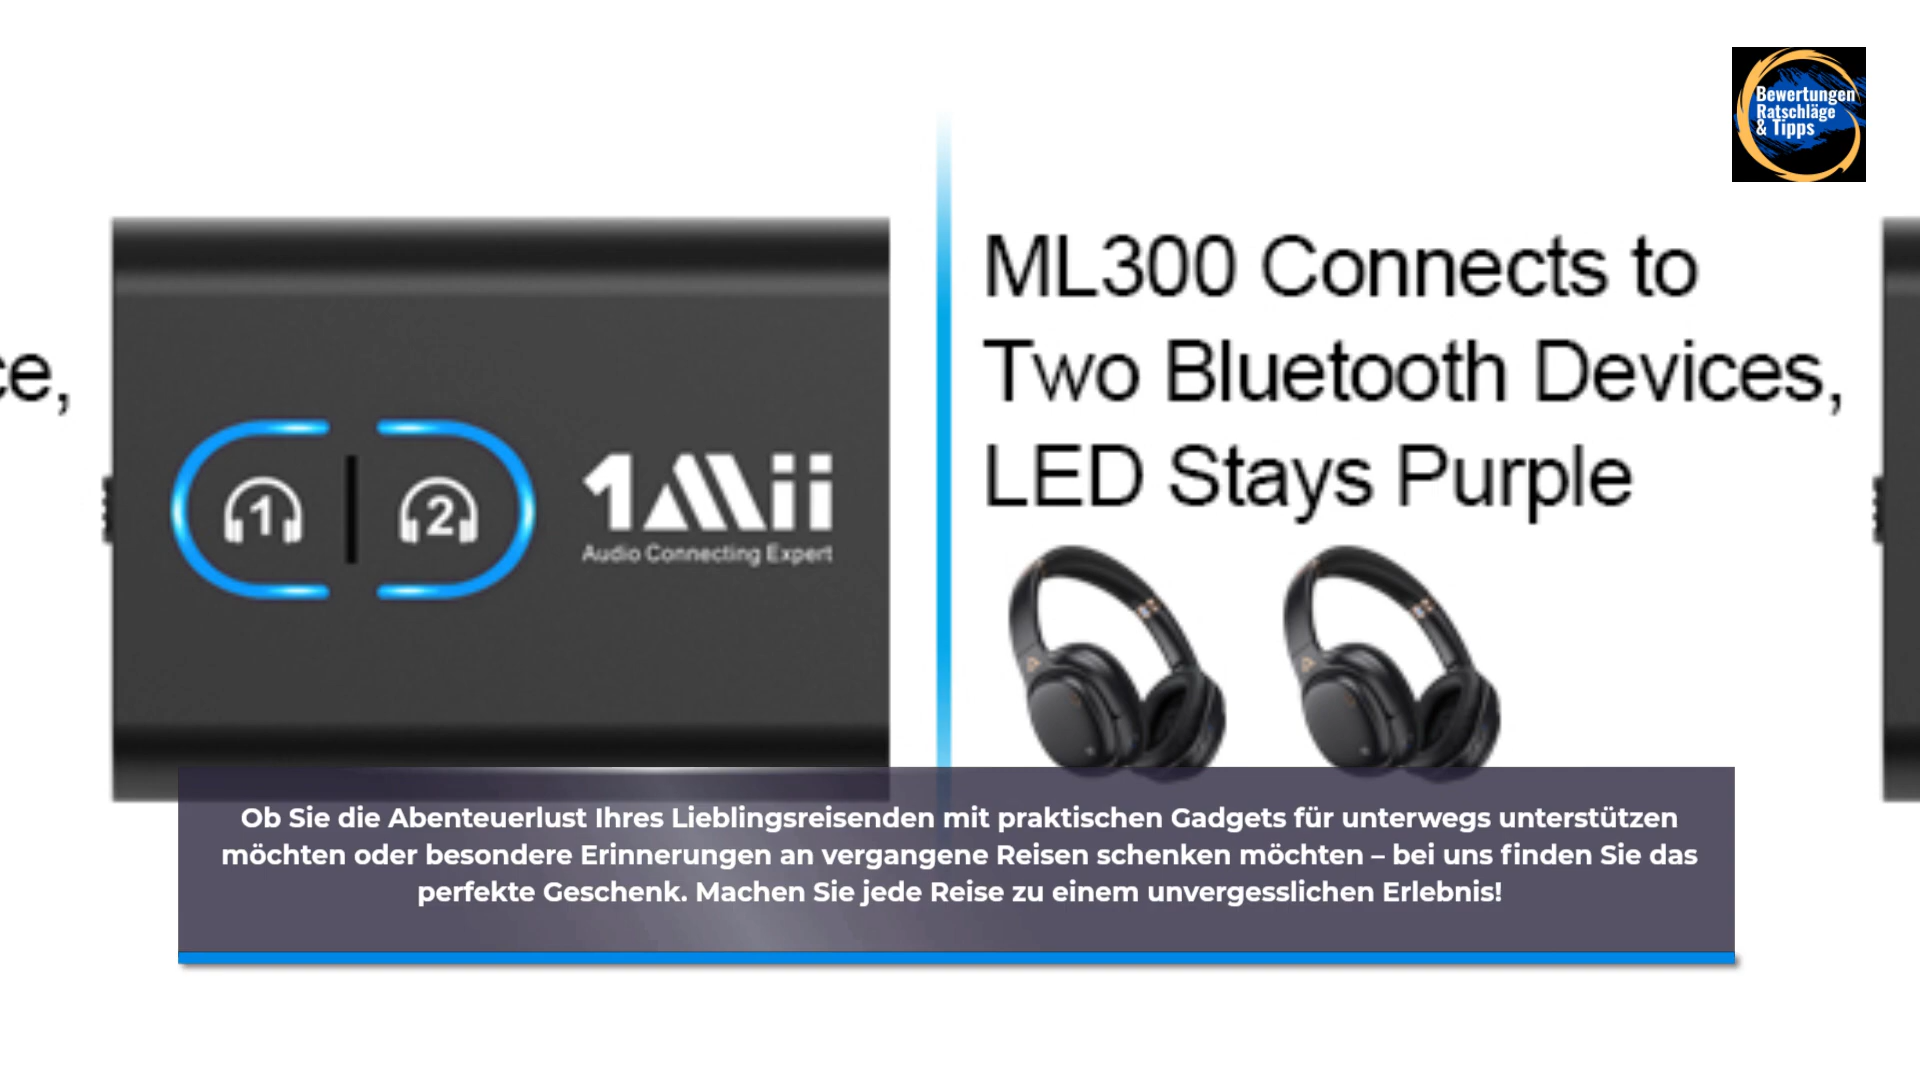 Bewertungen
Ratschläge
& Tipps
ML300 Connects to
Two Bluetooth Devices,
LED Stays Purple
1 2
1Mii
Audio Connecting Expert
Ob Sie die Abenteuerlust Ihres Lieblingsreisenden mit praktischen Gadgets für unterwegs unterstützen
möchten oder besondere Erinnerungen an vergangene Reisen schenken möchten – bei uns finden Sie das
perfekte Geschenk. Machen Sie jede Reise zu einem unvergesslichen Erlebnis!